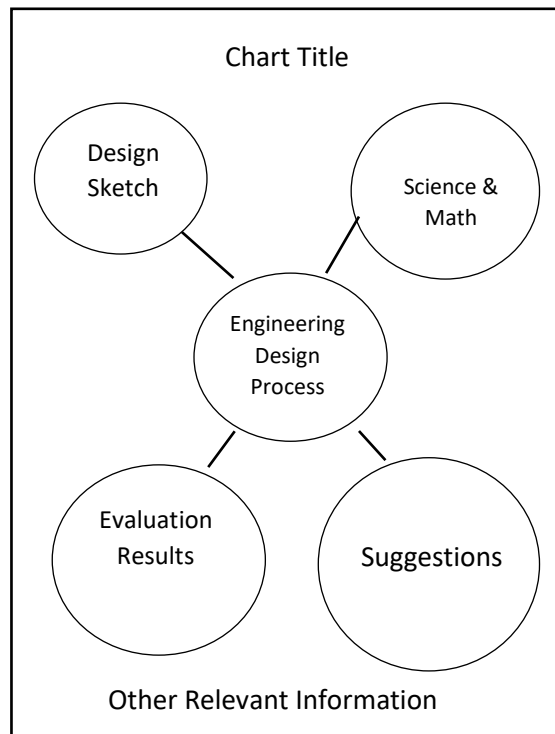 Chart Title
Design
Sketch
Science &
Math
Engineering
Design
Process
Evaluation
Results
Suggestions
Other Relevant Information